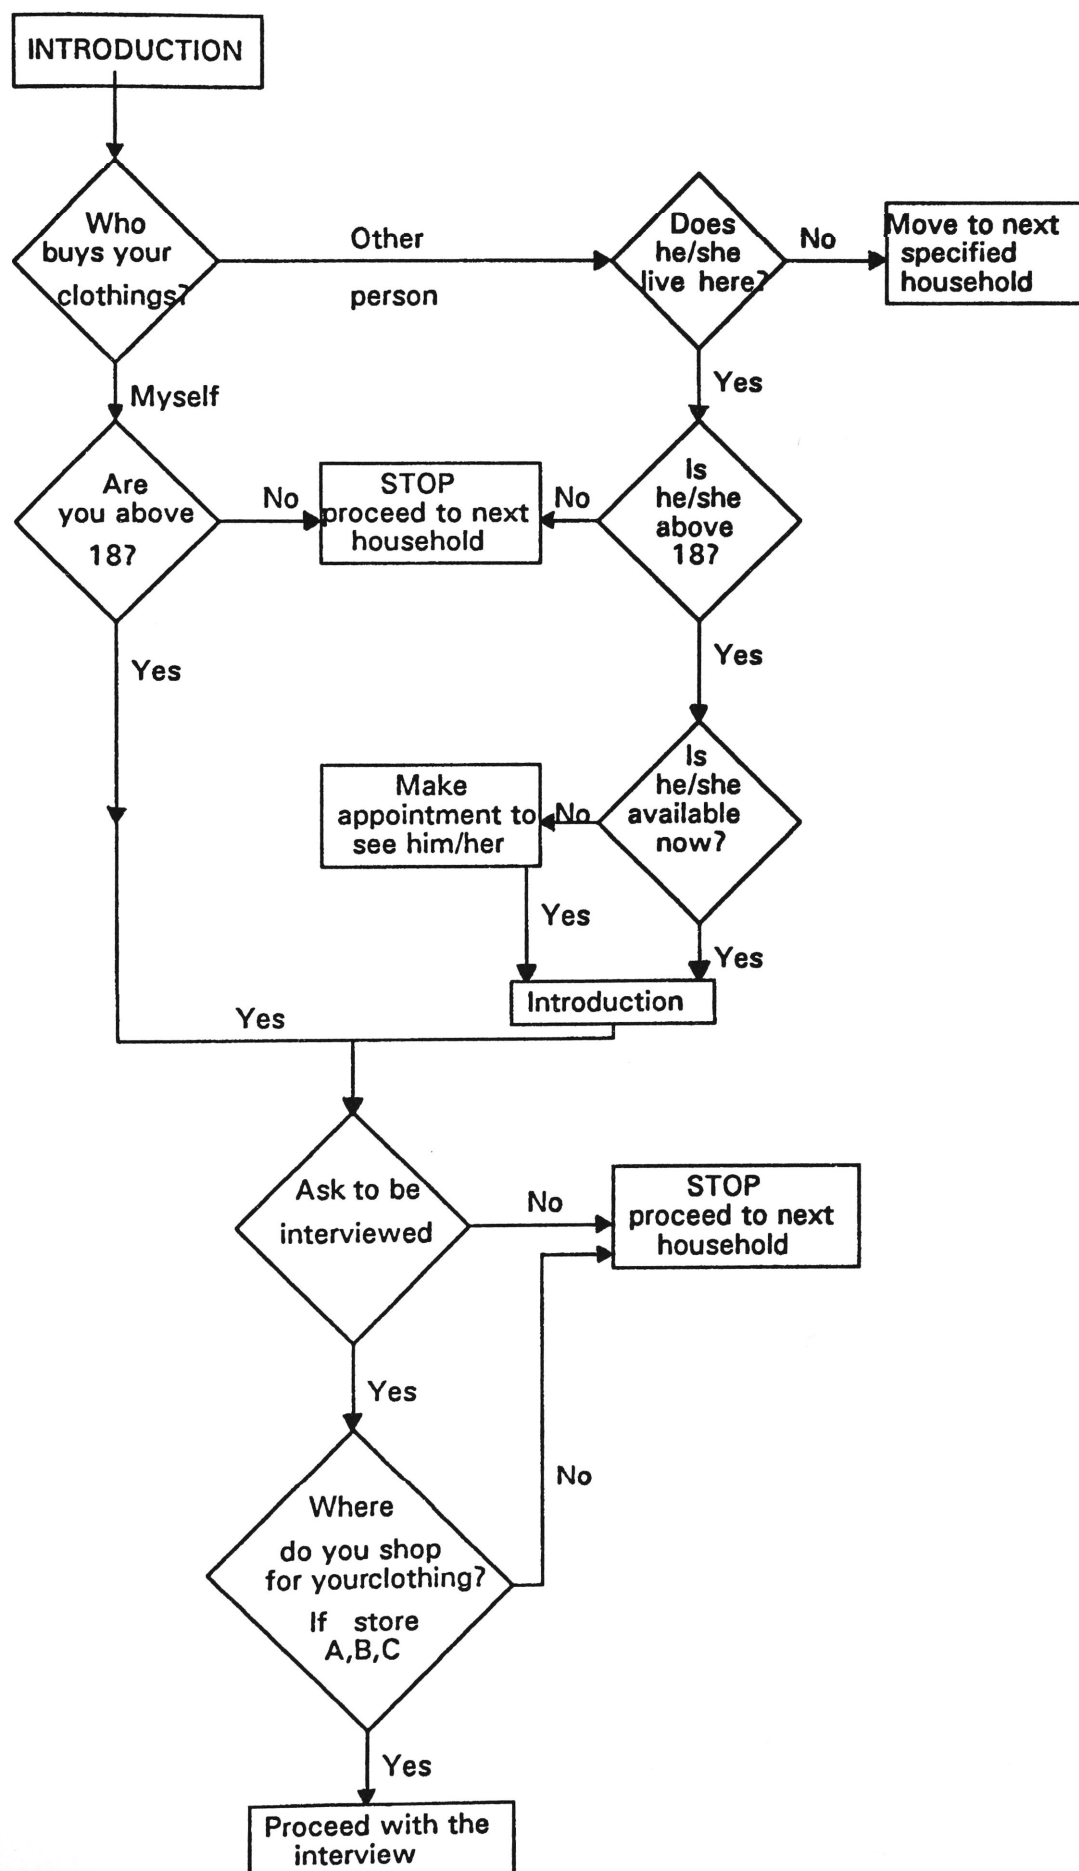 INTRODUCTION
Who
buys your
clothings?
Other
person
Does
he/she
live here?
No
Move to next
specified
household
Myself
Yes
Are
you above
18?
No
STOP
proceed to next
household
No
Is
he/she
above
18?
Yes
Yes
Make
appointment to
see him/her
No
Is
he/she
available
now?
Yes
Yes
Introduction
Yes
Ask to be
interviewed
No
STOP
proceed to next
household
Yes
No
Where
do you shop
for yourclothing?
If store
A,B,C
Yes
Proceed with the
interview